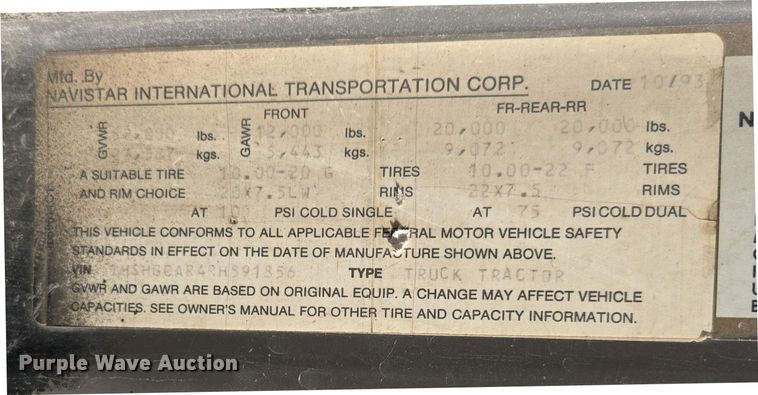 Mfd. By
NAVISTAR INTERNATIONAL TRANSPORTATION CORP. DATE 10/93
FRONT FR-REAR-RR
GVWR lbs. GAWR 12,000 lbs. 20,000 20,000 lbs.
kgs. 5,443 kgs. 9,072 9,072 kgs.
A SUITABLE TIRE 10.00-20 G TIRES 10.00-22 F TIRES
AND RIM CHOICE RIMS 22X7.5 RIMS
AT PSI COLD SINGLE AT 75 PSI COLD DUAL
THIS VEHICLE CONFORMS TO ALL APPLICABLE FEDERAL MOTOR VEHICLE SAFETY
STANDARDS IN EFFECT ON THE DATE OF MANUFACTURE SHOWN ABOVE.
VIN TYPE TRUCK TRACTOR
GVWR AND GAWR ARE BASED ON ORIGINAL EQUIP. A CHANGE MAY AFFECT VEHICLE
CAPACITIES. SEE OWNER'S MANUAL FOR OTHER TIRE AND CAPACITY INFORMATION.
N
Purple Wave Auction